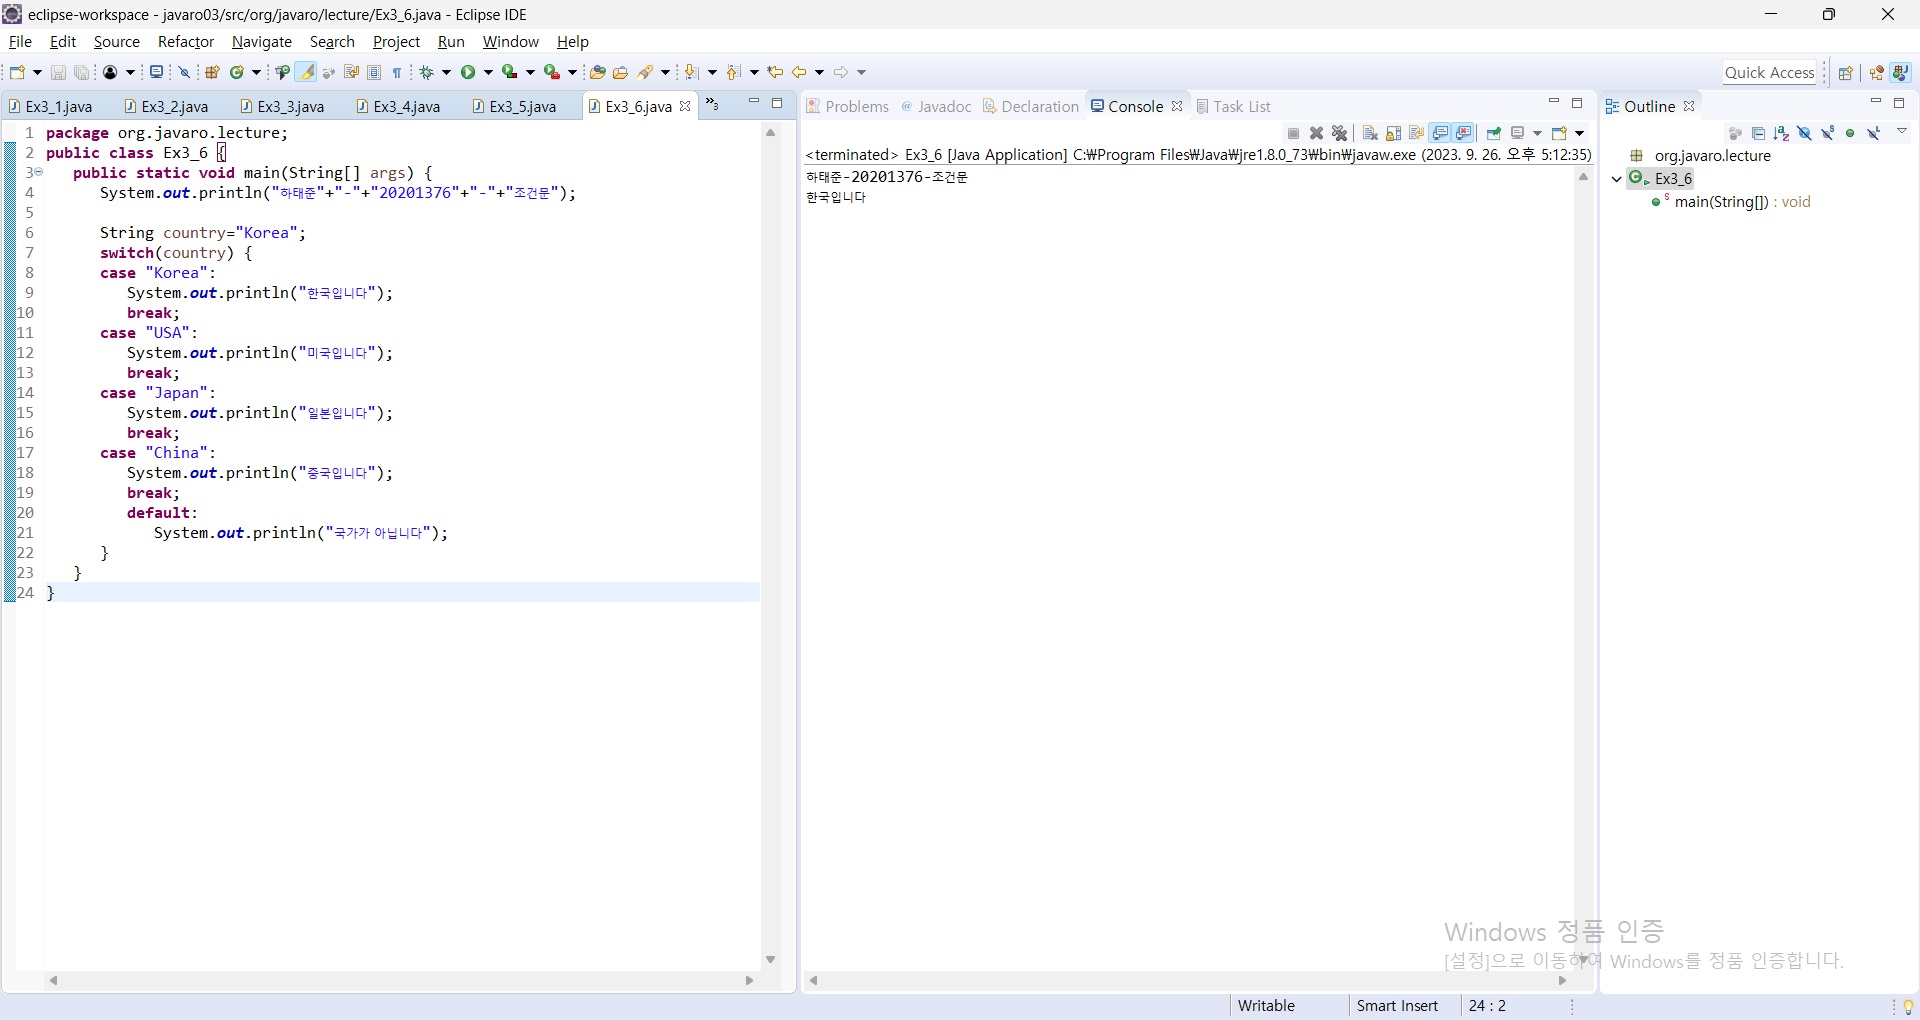 eclipse-workspace - javaro03/src/org/javaro/lecture/Ex3_6.java - Eclipse IDE
File Edit Source Refactor Navigate Search Project Run Window Help
Quick Access
Ex3_1.java Ex3_2.java Ex3_3.java Ex3_4.java Ex3_5.java Ex3_6.java »3
1 package org.javaro.lecture;
2 public class Ex3_6 {
3 public static void main(String[] args) {
4 System.out.println("하태준"+"-"+"20201376"+"-"+"조건문");
5
6 String country="Korea";
7 switch(country) {
8 case "Korea":
9 System.out.println("한국입니다");
10 break;
11 case "USA":
12 System.out.println("미국입니다");
13 break;
14 case "Japan":
15 System.out.println("일본입니다");
16 break;
17 case "China":
18 System.out.println("중국입니다");
19 break;
20 default:
21 System.out.println("국가가 아닙니다");
22 }
23 }
24 }
Problems @ Javadoc Declaration Console Task List
<terminated> Ex3_6 [Java Application] C:₩Program Files₩Java₩jre1.8.0_73₩bin₩javaw.exe (2023. 9. 26. 오후 5:12:35)
하태준-20201376-조건문
한국입니다
Outline
org.javaro.lecture
Ex3_6
main(String[]) : void
Windows 정품 인증
[설정]으로 이동하여 Windows를 정품 인증합니다.
Writable Smart Insert 24 : 2